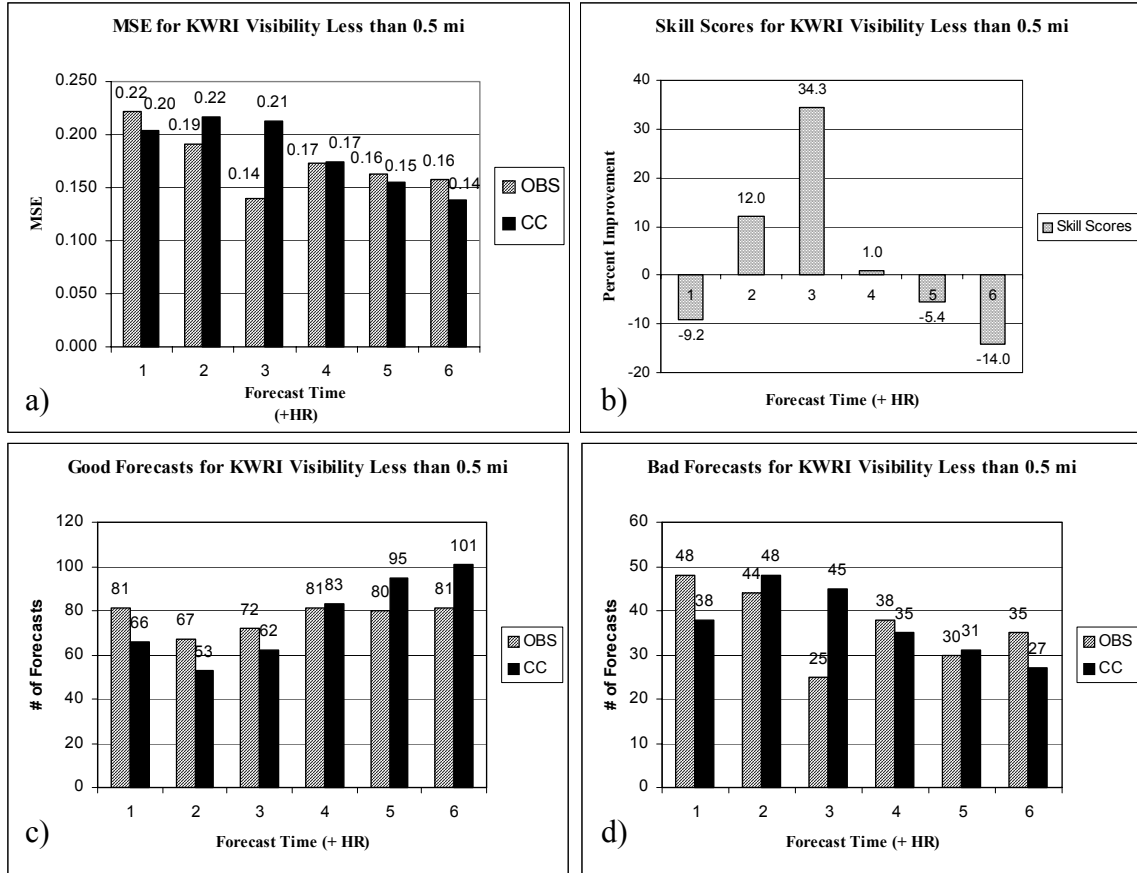 MSE for KWRI Visibility Less than 0.5 mi
0.250
0.200
0.150
0.100
0.050
0.000
MSE
0.22 0.20
0.19 0.22
0.14 0.21
0.17 0.17
0.16 0.15
0.16 0.14
1 2 3 4 5 6
Forecast Time
(+HR)
OBS
CC
a)
Skill Scores for KWRI Visibility Less than 0.5 mi
40
30
20
10
0
-10
-20
Percent Improvement
-9.2
12.0
34.3
1.0
-5.4
-14.0
1 2 3 4 5 6
Forecast Time (+ HR)
Skill Scores
b)
Good Forecasts for KWRI Visibility Less than 0.5 mi
120
100
80
60
40
20
0
# of Forecasts
81 66
67 53
72 62
81 83
80 95
81 101
1 2 3 4 5 6
Forecast Time (+ HR)
OBS
CC
c)
Bad Forecasts for KWRI Visibility Less than 0.5 mi
60
50
40
30
20
10
0
# of Forecasts
48 38
44 48
25 45
38 35
30 31
35 27
1 2 3 4 5 6
Forecast Time (+ HR)
OBS
CC
d)